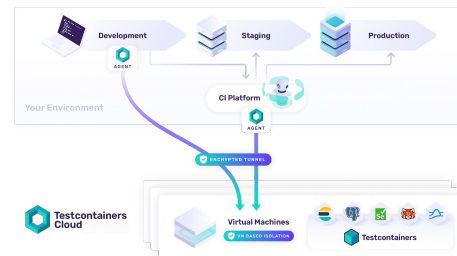 Development
Staging
Production
AGENT
Your Environment
CI Platform
AGENT
ENCRYPTED TUNNEL
Testcontainers
Cloud
Virtual Machines
VM BASED ISOLATION
Se
Testcontainers